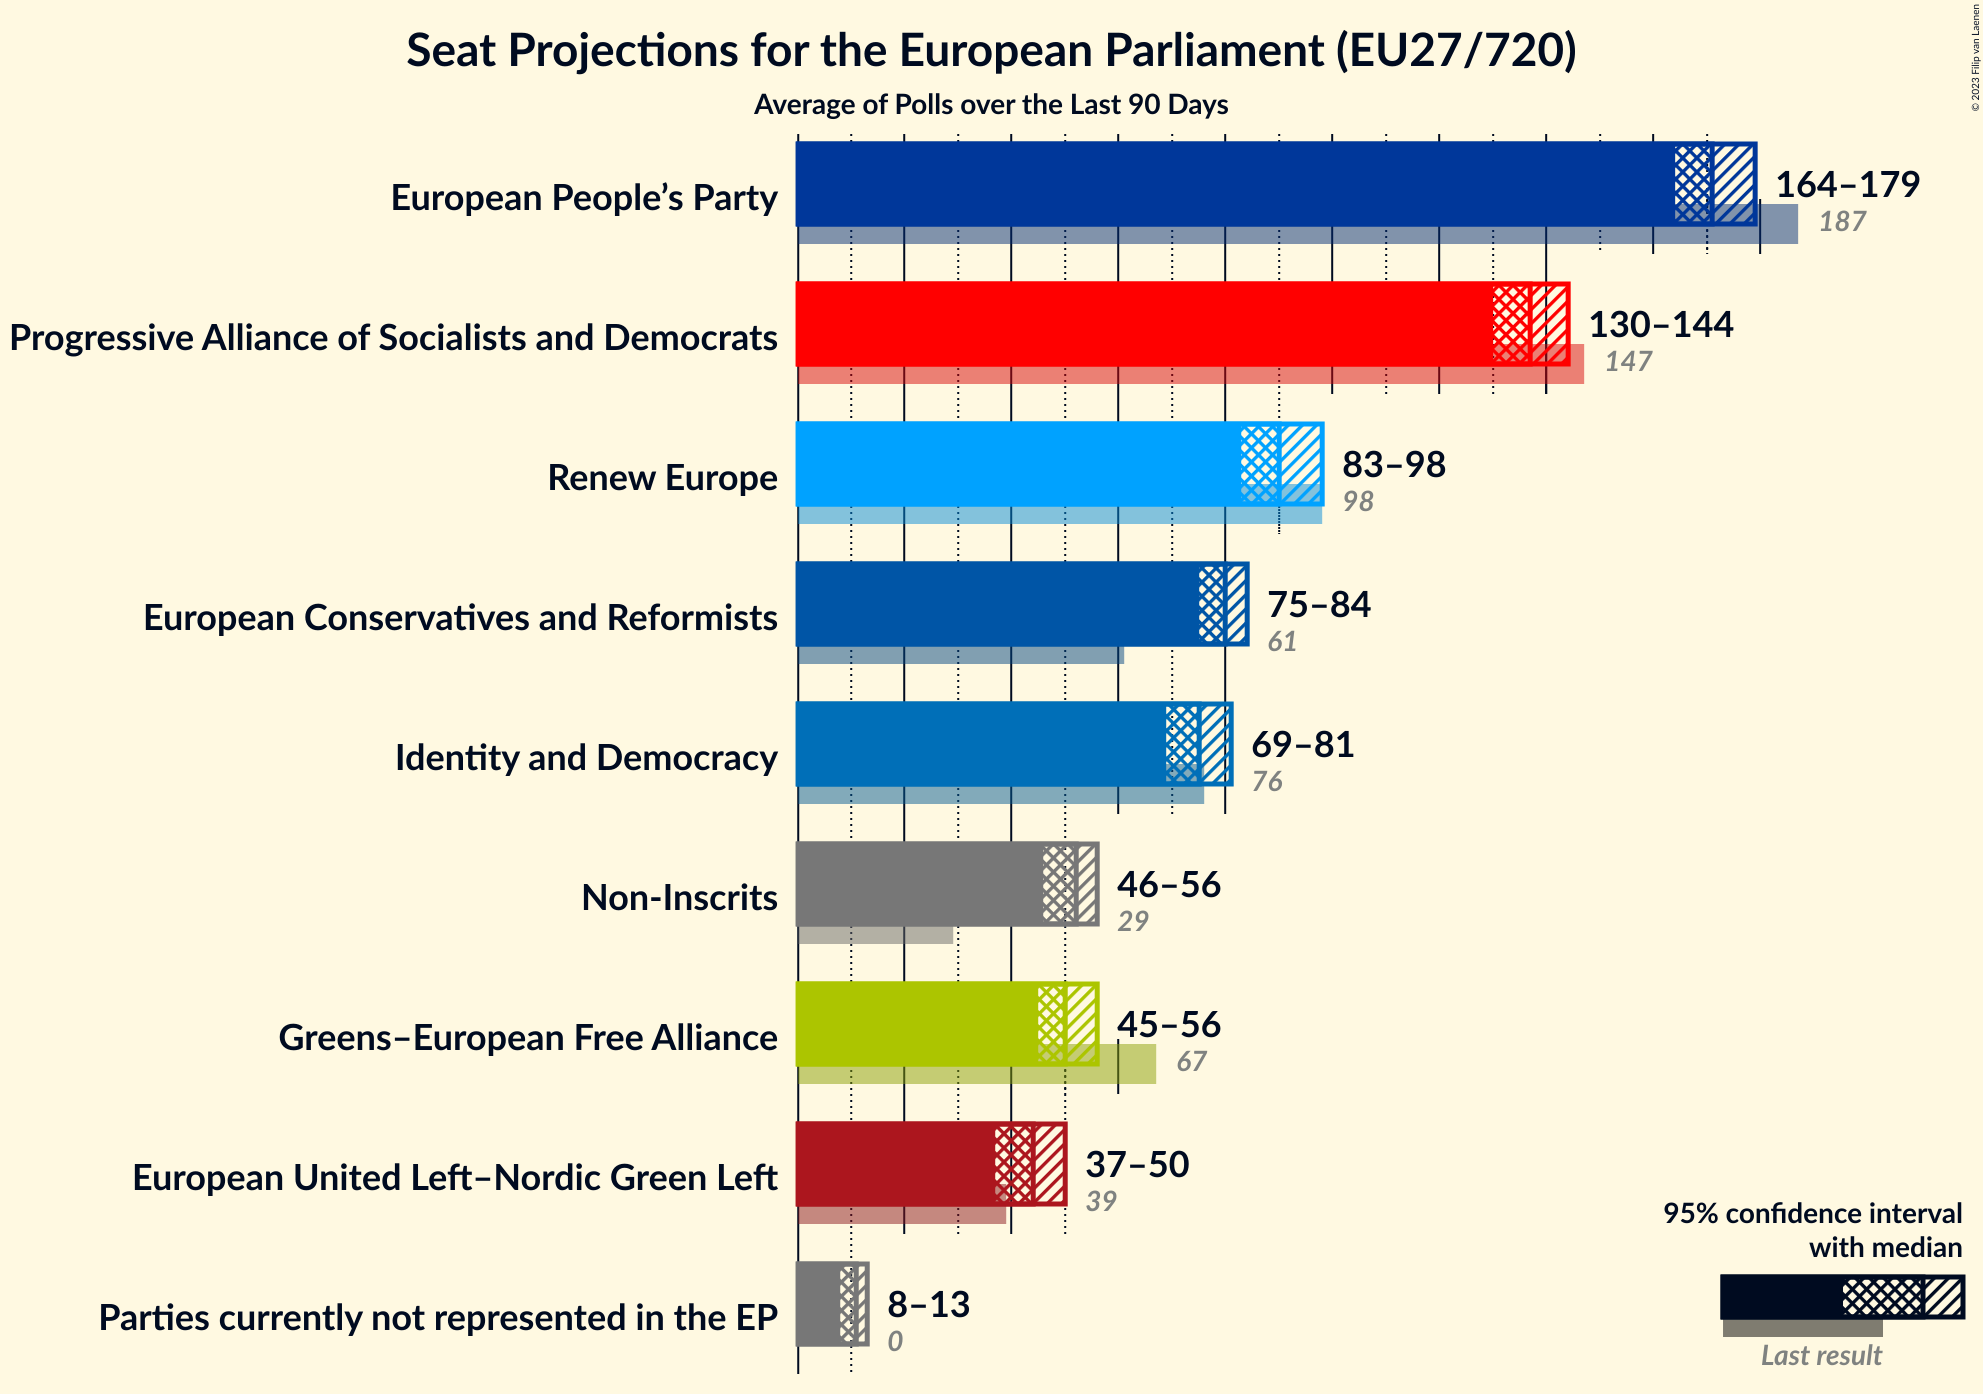 Seat Projections for the European Parliament (EU27/720)
Average of Polls over the Last 90 Days
© 2023 Filip van Laenen
European People’s Party
164–179
187
Progressive Alliance of Socialists and Democrats
130–144
147
Renew Europe
83–98
98
European Conservatives and Reformists
75–84
61
Identity and Democracy
69–81
76
Non-Inscrits
46–56
29
Greens–European Free Alliance
45–56
67
European United Left–Nordic Green Left
37–50
39
Parties currently not represented in the EP
8–13
0
95% confidence interval
with median
Last result